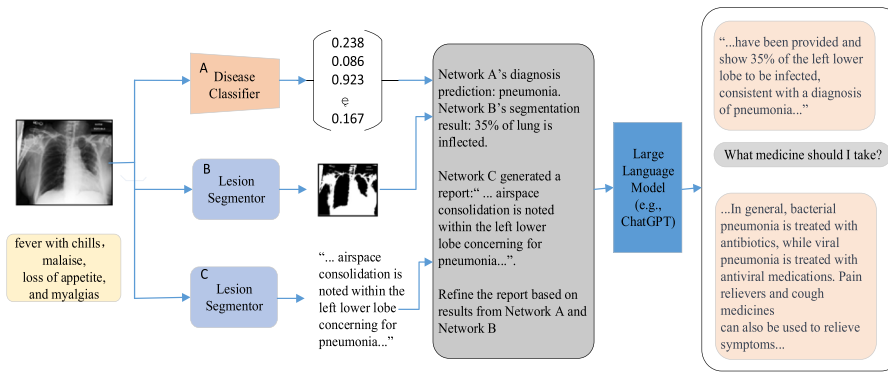 A
Disease
Classifier
0.238
0.086
0.923
ę
0.167
B
Lesion
Segmentor
C
Lesion
Segmentor
fever with chills,
malaise,
loss of appetite,
and myalgias
“... airspace
consolidation is
noted within the
left lower lobe
concerning for
pneumonia...”
Network A’s diagnosis
prediction: pneumonia.
Network B’s segmentation
result: 35% of lung is
inflected.
Network C generated a
report:“ ... airspace
consolidation is noted
within the left lower
lobe concerning for
pneumonia...”.
Refine the report based on
results from Network A and
Network B
Large
Language
Model
(e.g.,
ChatGPT)
“...have been provided and
show 35% of the left lower
lobe to be infected,
consistent with a diagnosis
of pneumonia...”
What medicine should I take?
...In general, bacterial
pneumonia is treated with
antibiotics, while viral
pneumonia is treated with
antiviral medications. Pain
relievers and cough
medicines
can also be used to relieve
symptoms...